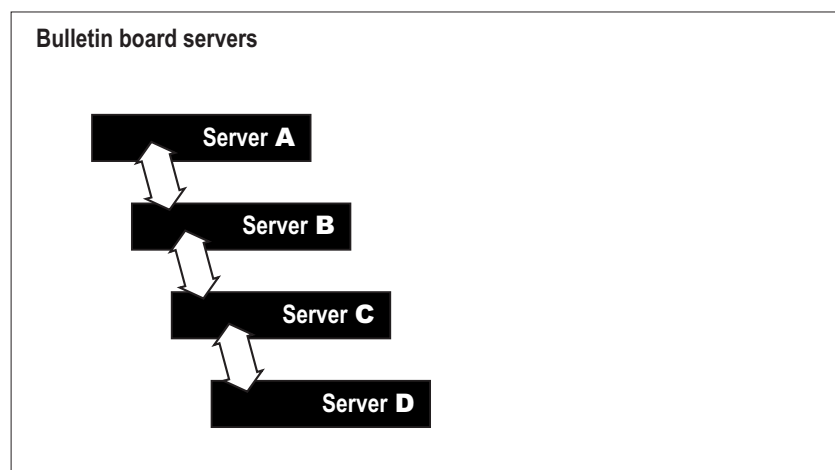 Bulletin board servers
Server A
Server B
Server C
Server D